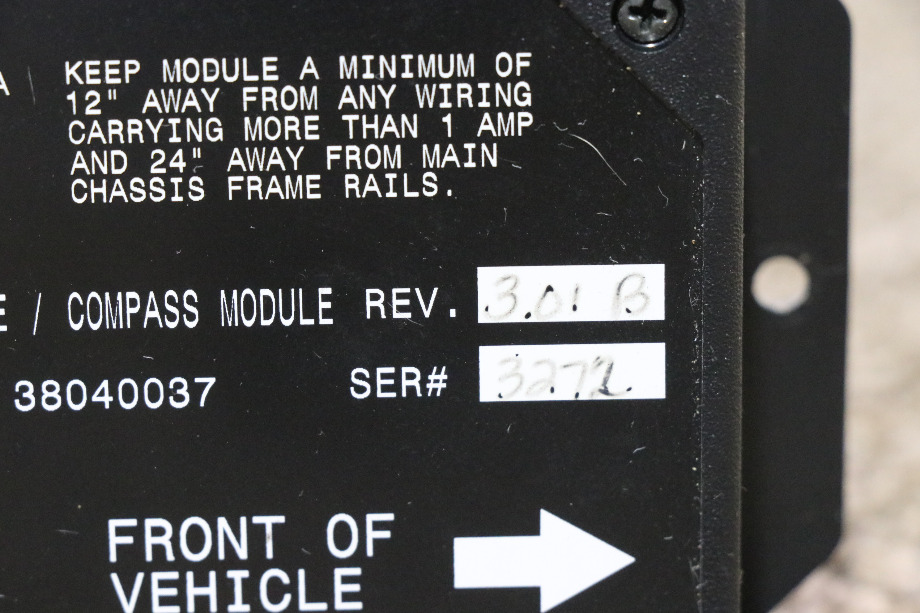 A KEEP MODULE A MINIMUM OF
12" AWAY FROM ANY WIRING
CARRYING MORE THAN 1 AMP
AND 24" AWAY FROM MAIN
CHASSIS FRAME RAILS.
E / COMPASS MODULE REV. 3.01 B
38040037 SER# 3272
FRONT OF
VEHICLE